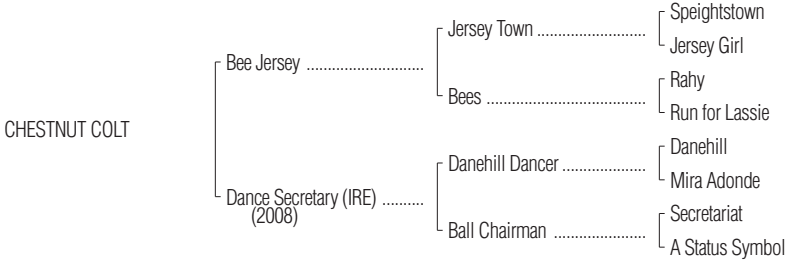 Speightstown
Jersey Town ..........................
Jersey Girl
Bee Jersey ............................
Rahy
Bees ......................................
Run for Lassie
CHESTNUT COLT
Danehill
Danehill Dancer ....................
Mira Adonde
Dance Secretary (IRE) ..........
(2008)
Secretariat
Ball Chairman ......................
A Status Symbol